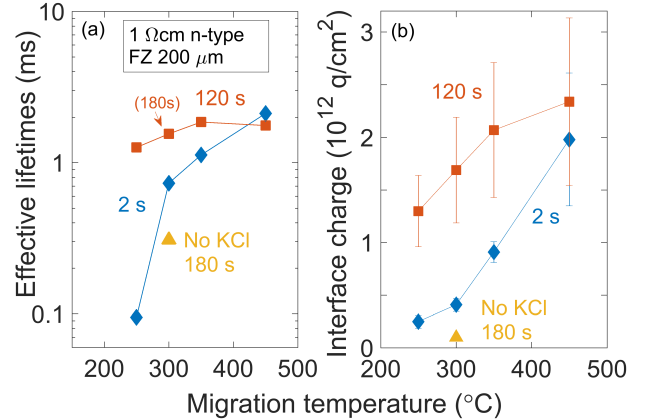 (a)
1 Ωcm n-type
FZ 200 μm
(180s)
120 s
2 s
No KCl
180 s
10
1
0.1
Effective lifetimes (ms)
200
300
400
500
(b)
120 s
2 s
No KCl
180 s
3
2
1
0
Interface charge (10¹² q/cm²)
200
300
400
500
Migration temperature (°C)